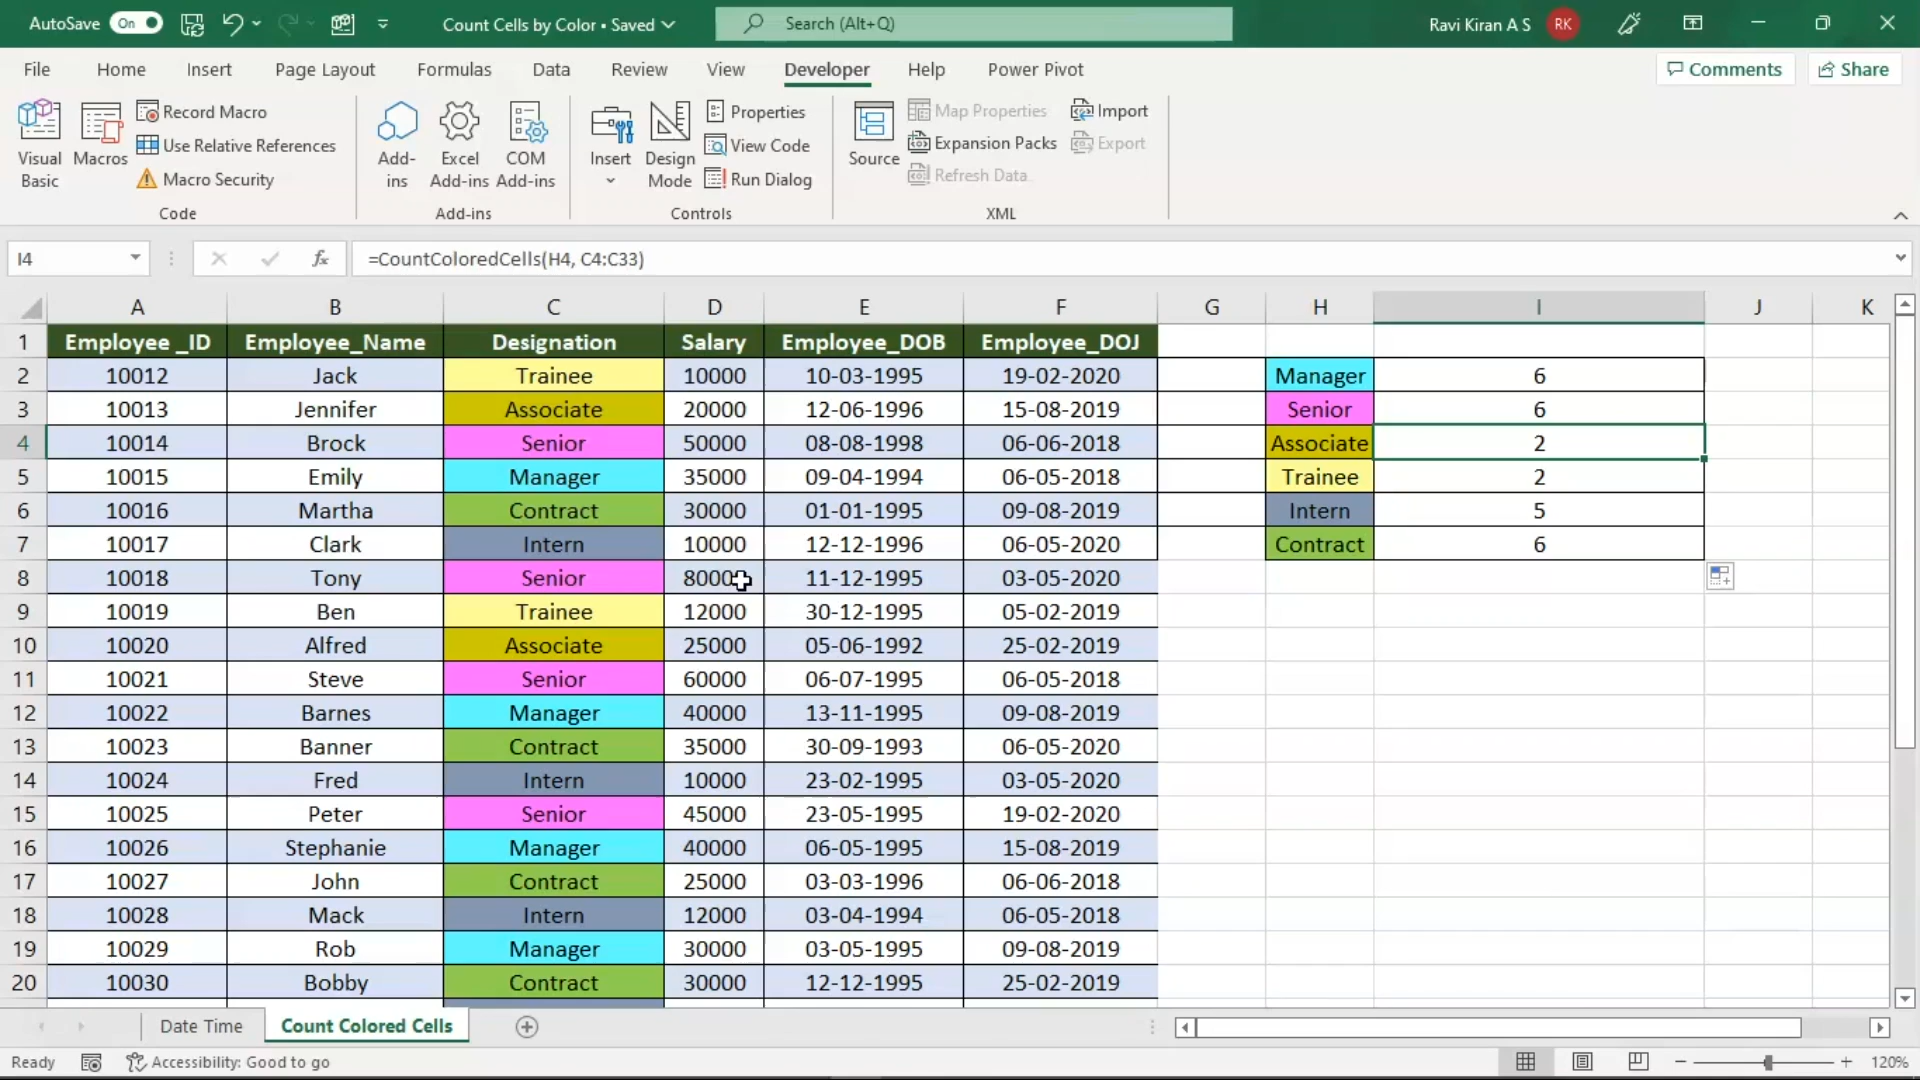 AutoSave On Count Cells by Color • Saved Search (Alt+Q) Ravi Kiran A S RK
File Home Insert Page Layout Formulas Data Review View Developer Help Power Pivot Comments Share
Visual Basic
Macros
Record Macro
Use Relative References
Macro Security
Code
Add-ins
Excel Add-ins
COM Add-ins
Add-ins
Insert
Design Mode
Properties
View Code
Run Dialog
Controls
Source
Map Properties
Expansion Packs
Refresh Data
Import
Export
XML
I4 fx =CountColoredCells(H4, C4:C33)
A B C D E F G H I J K
1 Employee _ID Employee_Name Designation Salary Employee_DOB Employee_DOJ
2 10012 Jack Trainee 10000 10-03-1995 19-02-2020 Manager 6
3 10013 Jennifer Associate 20000 12-06-1996 15-08-2019 Senior 6
4 10014 Brock Senior 50000 08-08-1998 06-06-2018 Associate 2
5 10015 Emily Manager 35000 09-04-1994 06-05-2018 Trainee 2
6 10016 Martha Contract 30000 01-01-1995 09-08-2019 Intern 5
7 10017 Clark Intern 10000 12-12-1996 06-05-2020 Contract 6
8 10018 Tony Senior 80000 11-12-1995 03-05-2020
9 10019 Ben Trainee 12000 30-12-1995 05-02-2019
10 10020 Alfred Associate 25000 05-06-1992 25-02-2019
11 10021 Steve Senior 60000 06-07-1995 06-05-2018
12 10022 Barnes Manager 40000 13-11-1995 09-08-2019
13 10023 Banner Contract 35000 30-09-1993 06-05-2020
14 10024 Fred Intern 10000 23-02-1995 03-05-2020
15 10025 Peter Senior 45000 23-05-1995 19-02-2020
16 10026 Stephanie Manager 40000 06-05-1995 15-08-2019
17 10027 John Contract 25000 03-03-1996 06-06-2018
18 10028 Mack Intern 12000 03-04-1994 06-05-2018
19 10029 Rob Manager 30000 03-05-1995 09-08-2019
20 10030 Bobby Contract 30000 12-12-1995 25-02-2019
Date Time Count Colored Cells
Ready Accessibility: Good to go 120%